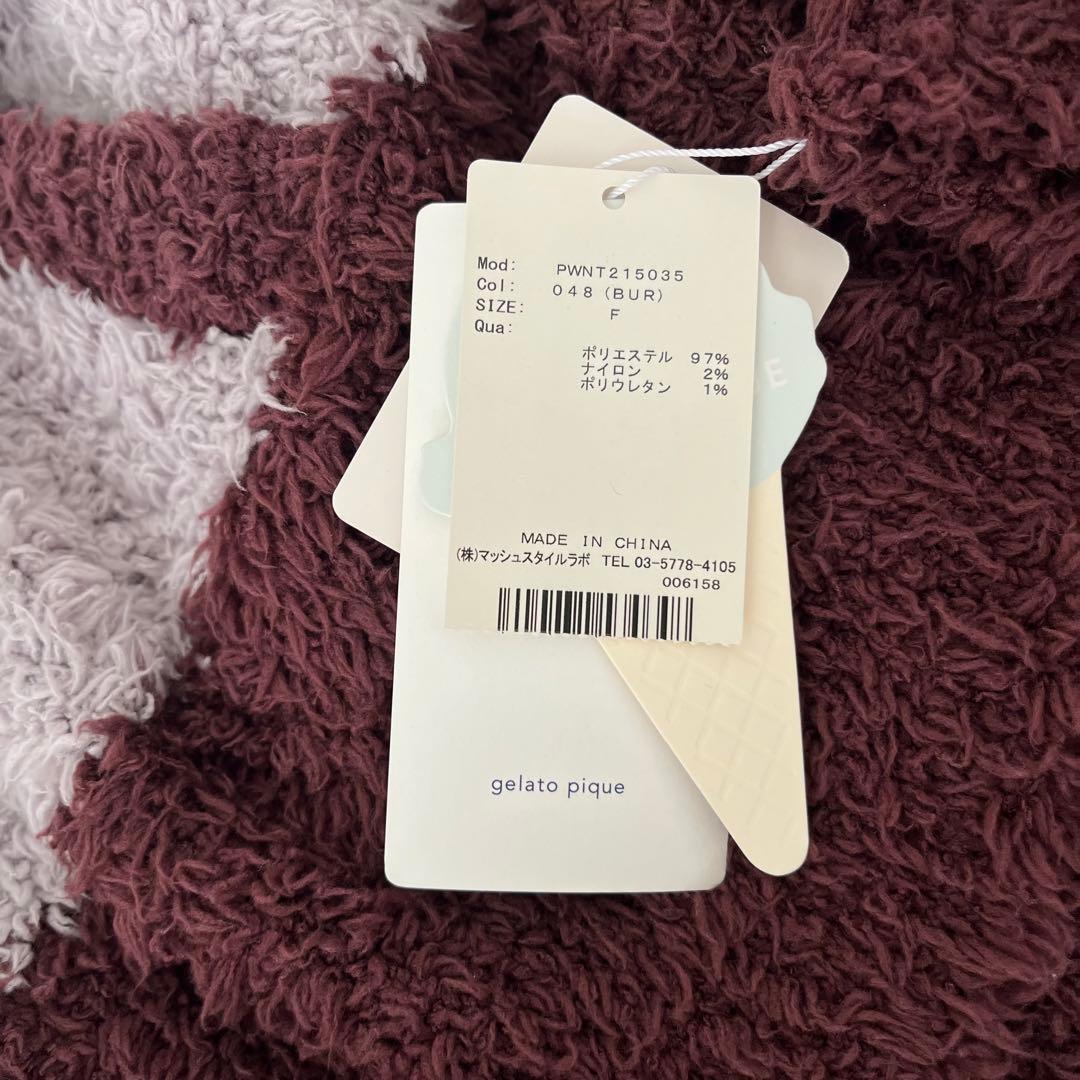 Mod: PWNT215035
Col: 048 (BUR)
SIZE: F
Qua:
ポリエステル 97%
ナイロン 2%
ポリウレタン 1%
MADE IN CHINA
(株)マッシュスタイルラボ TEL 03-5778-4105
006158
gelato pique